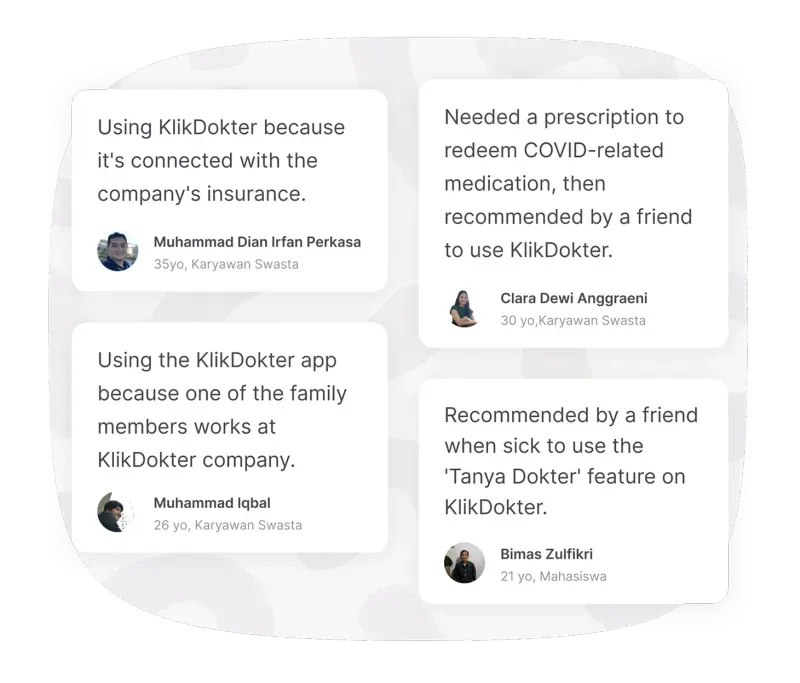 Using KlikDokter because
it's connected with the
company's insurance.
Muhammad Dian Irfan Perkasa
35yo, Karyawan Swasta
Using the KlikDokter app
because one of the family
members works at
KlikDokter company.
Muhammad Iqbal
26 yo, Karyawan Swasta
Needed a prescription to
redeem COVID-related
medication, then
recommended by a friend
to use KlikDokter.
Clara Dewi Anggraeni
30 yo,Karyawan Swasta
Recommended by a friend
when sick to use the
'Tanya Dokter' feature on
KlikDokter.
Bimas Zulfikri
21 yo, Mahasiswa